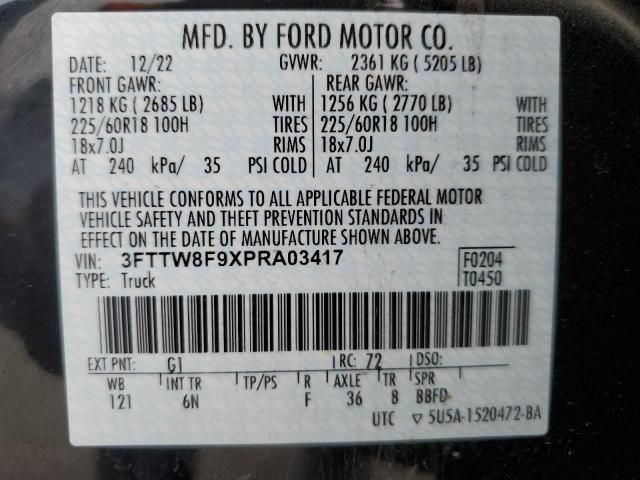 MFD. BY FORD MOTOR CO.
DATE: 12/22 GVWR: 2361 KG ( 5205 LB)
FRONT GAWR: REAR GAWR:
1218 KG ( 2685 LB) WITH 1256 KG ( 2770 LB) WITH
225/60R18 100H TIRES 225/60R18 100H TIRES
18x7.0J RIMS 18x7.0J RIMS
AT 240 kPa/ 35 PSI COLD AT 240 kPa/ 35 PSI COLD
THIS VEHICLE CONFORMS TO ALL APPLICABLE FEDERAL MOTOR
VEHICLE SAFETY AND THEFT PREVENTION STANDARDS IN
EFFECT ON THE DATE OF MANUFACTURE SHOWN ABOVE.
VIN: 3FTTW8F9XPRA03417 F0204
TYPE: Truck T0450
EXT PNT: G1 RC: 72 DSO:
WB INT TR TP/PS R AXLE TR SPR
121 6N F 36 8 BBFD
UTC ▽ 5U5A-1520472-BA